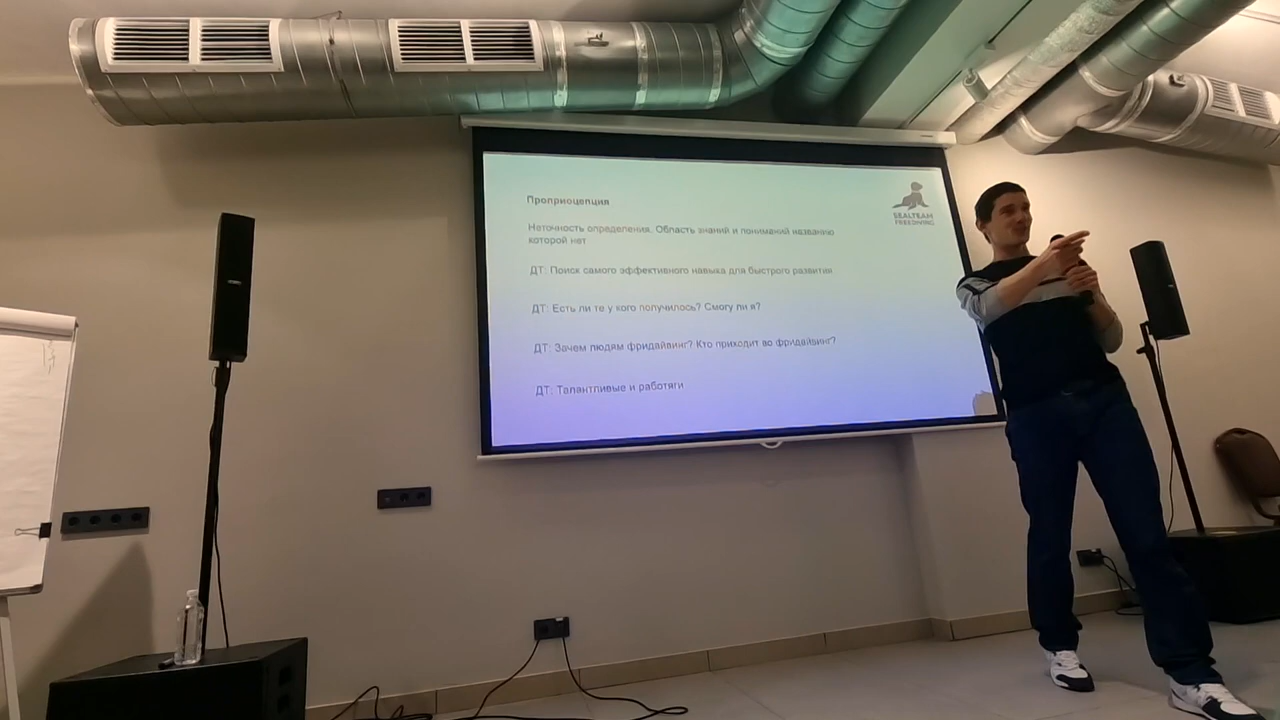 Проприоцепция
SEALTEAM
FREEDIVING
Неточность определения. Область знаний и пониманий названию
которой нет
ДТ: Поиск самого эффективного навыка для быстрого развития
ДТ: Есть ли те у кого получилось? Смогу ли я?
ДТ: Зачем людям фридайвинг? Кто приходит во фридайвинг?
ДТ: Талантливые и работяги